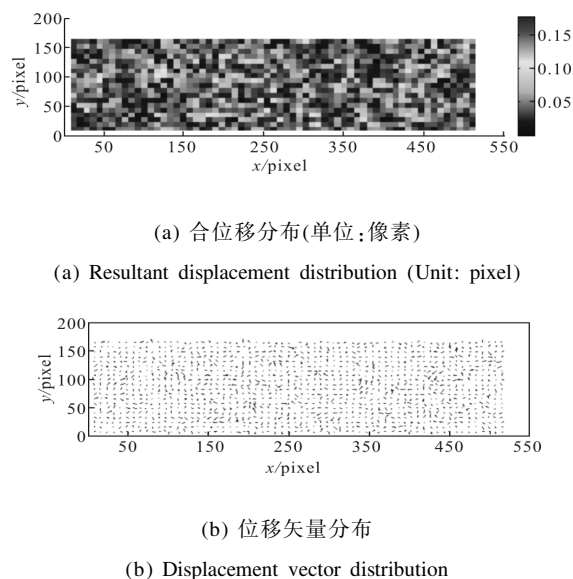 200
150
100
50
0
y/pixel
50 150 250 350 450 550
x/pixel
0.15
0.10
0.05
(a) 合位移分布(单位:像素)
(a) Resultant displacement distribution (Unit: pixel)
200
150
100
50
0
y/pixel
50 150 250 350 450 550
x/pixel
(b) 位移矢量分布
(b) Displacement vector distribution